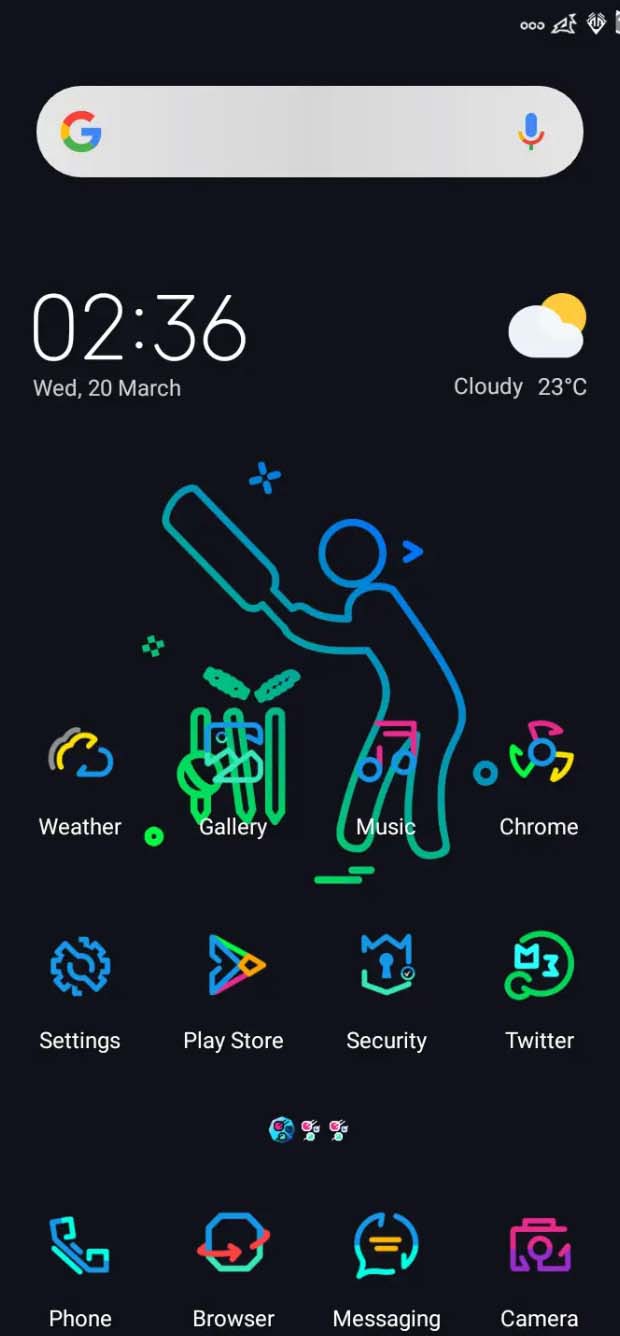 02:36
Wed, 20 March
Cloudy 23°C
Weather
Gallery
Music
Chrome
Settings
Play Store
Security
Twitter
Phone
Browser
Messaging
Camera